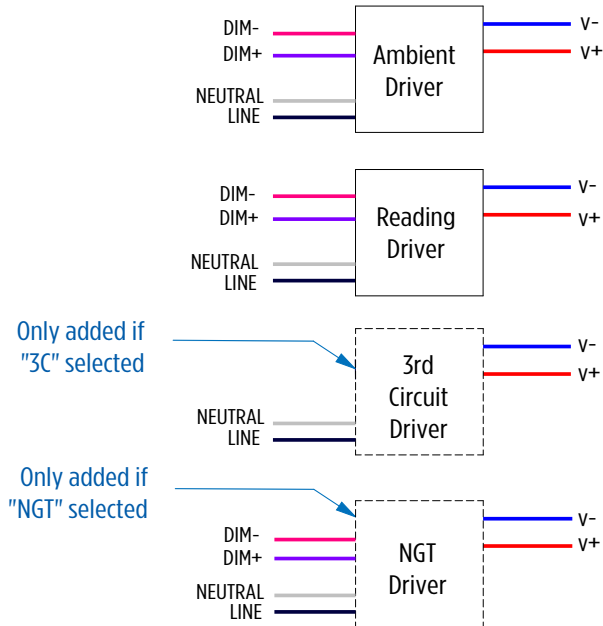 DIM-
DIM+
NEUTRAL
LINE
Ambient
Driver
V-
V+
DIM-
DIM+
NEUTRAL
LINE
Reading
Driver
V-
V+
Only added if
"3C" selected
NEUTRAL
LINE
3rd
Circuit
Driver
V-
V+
Only added if
"NGT" selected
DIM-
DIM+
NEUTRAL
LINE
NGT
Driver
V-
V+